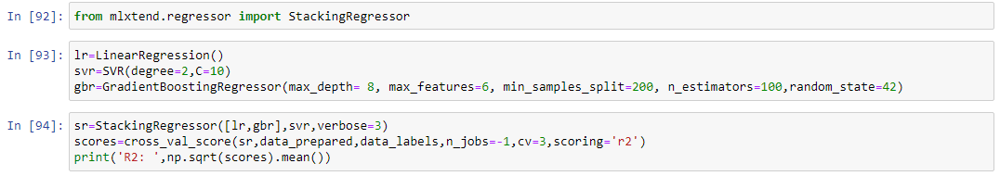 In [92]: from mlxtend.regressor import StackingRegressor
In [93]: lr=LinearRegression()
svr=SVR(degree=2,C=10)
gbr=GradientBoostingRegressor(max_depth= 8, max_features=6, min_samples_split=200, n_estimators=100,random_state=42)
In [94]: sr=StackingRegressor([lr,gbr],svr,verbose=3)
scores=cross_val_score(sr,data_prepared,data_labels,n_jobs=-1,cv=3,scoring='r2')
print('R2: ',np.sqrt(scores).mean())